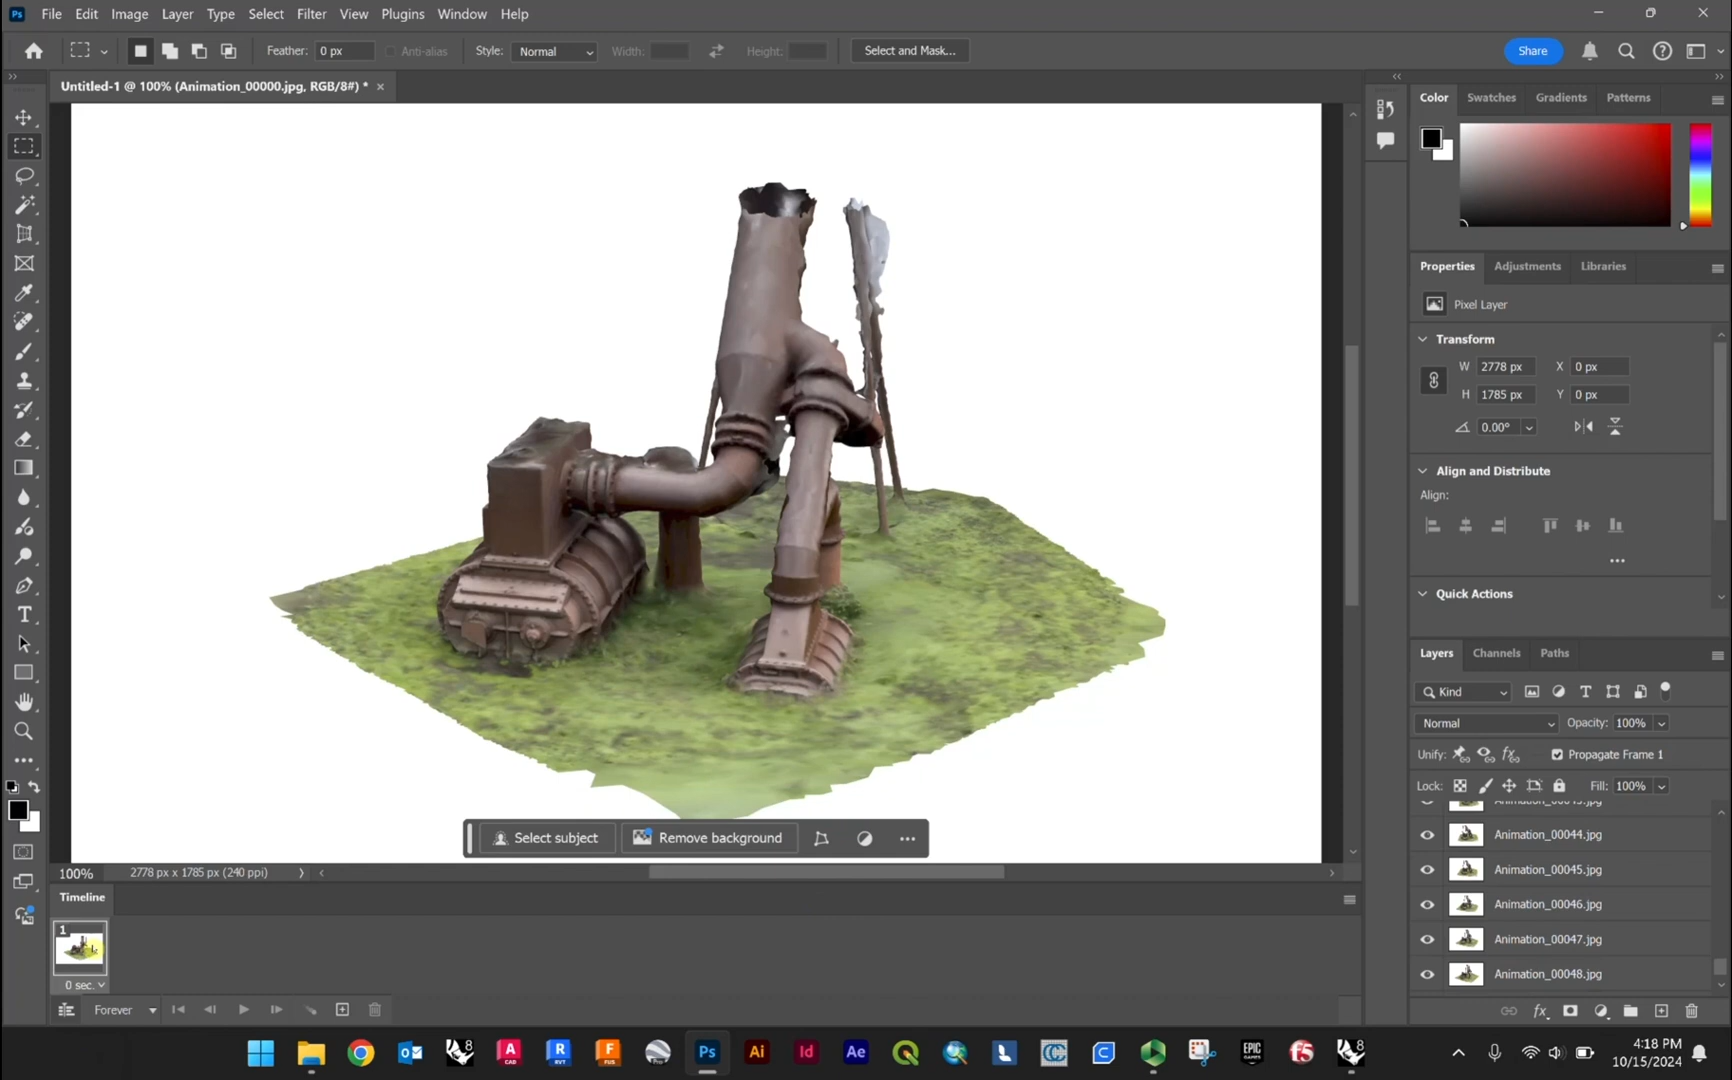 Ps File Edit Image Layer Type Select Filter View Plugins Window Help
Feather: 0 px Anti-alias Style: Normal Width: Height: Select and Mask... Share
Untitled-1 @ 100% (Animation_00000.jpg, RGB/8#) *
Color Swatches Gradients Patterns
Properties Adjustments Libraries
Pixel Layer
Transform
W 2778 px X 0 px
H 1785 px Y 0 px
0.00°
Align and Distribute
Align:
Quick Actions
Layers Channels Paths
Kind
Normal Opacity: 100%
Unify: Propagate Frame 1
Lock: Fill: 100%
Animation_00044.jpg
Animation_00045.jpg
Animation_00046.jpg
Animation_00047.jpg
Animation_00048.jpg
Select subject Remove background
100% 2778 px x 1785 px (240 ppi)
Timeline
1
0 sec.
Forever
4:18 PM
10/15/2024